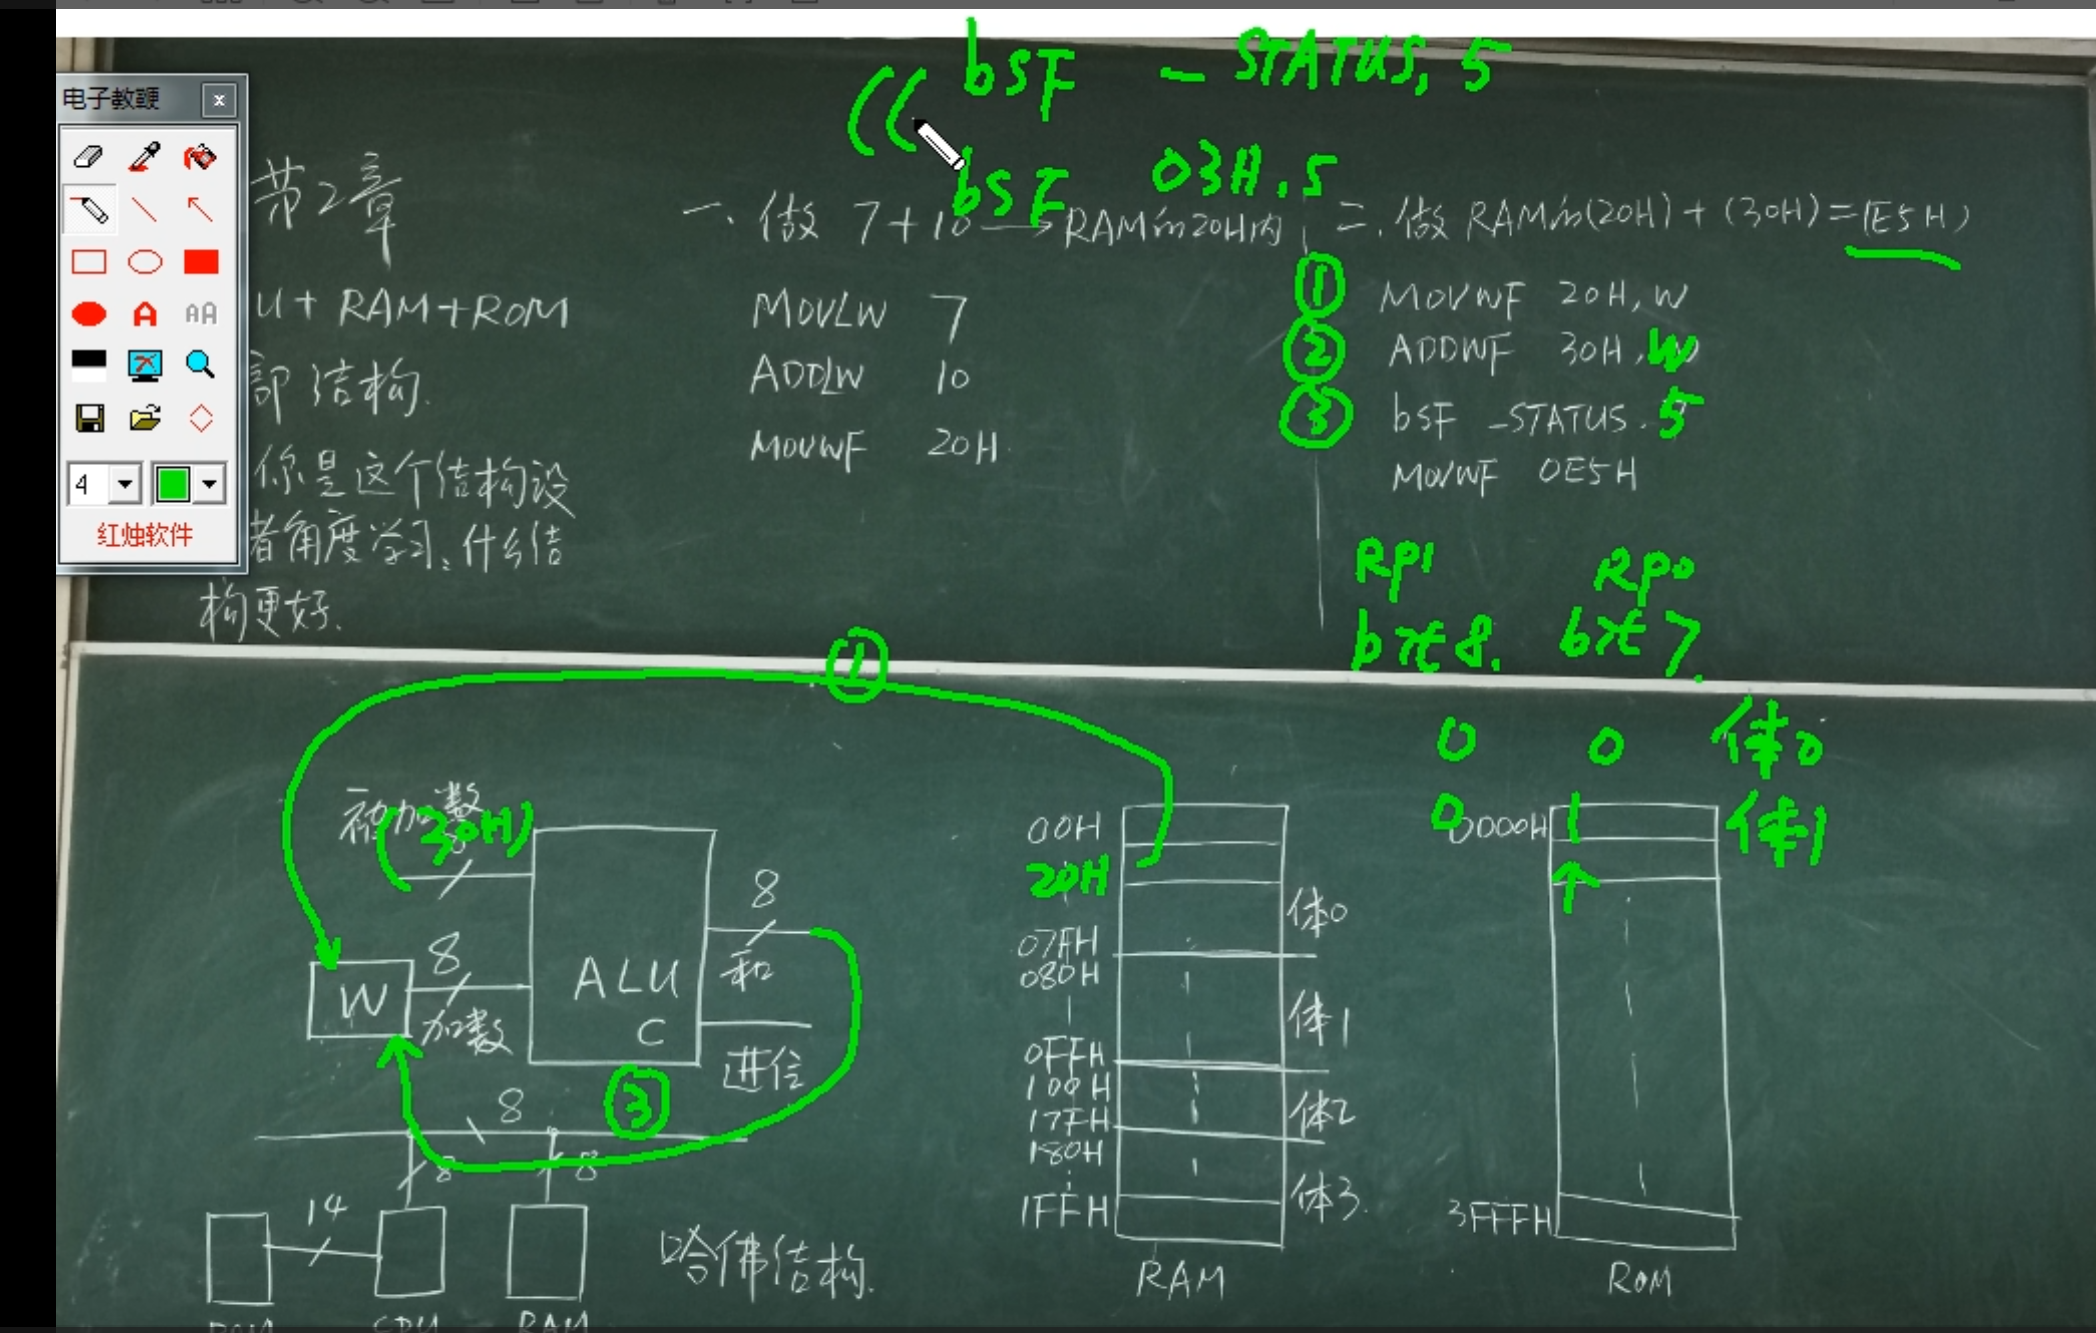 bSF _STATUS, 5
bSF 03H, 5
电子教鞭 x
A AA
4
红烛软件
第2章
U+RAM+ROM
部结构.
你是这个结构设
者角度学习、什么结
构更好.
一. 做 7+10→RAM的20H内
MOVLW 7
ADDLW 10
MOVWF 20H.
二. 做 RAM的(20H)+(30H)=(E5H)
① MOVWF 20H, W
② ADDWF 30H, W
③ bSF _STATUS. 5
MOVWF 0E5H
RP1 RP0
bit 8. bit 7.
0 0 体0
0 1 体1
①
被加数
(30H)
8
W
8
加数
ALU
C
8
和
进位
③
8
8
8
14
CPU
RAM
哈佛结构.
00H
20H
07FH
080H
0FFH
100H
17FH
180H
1FFH
体0
体1
体2
体3.
RAM
0000H
3FFFH
ROM